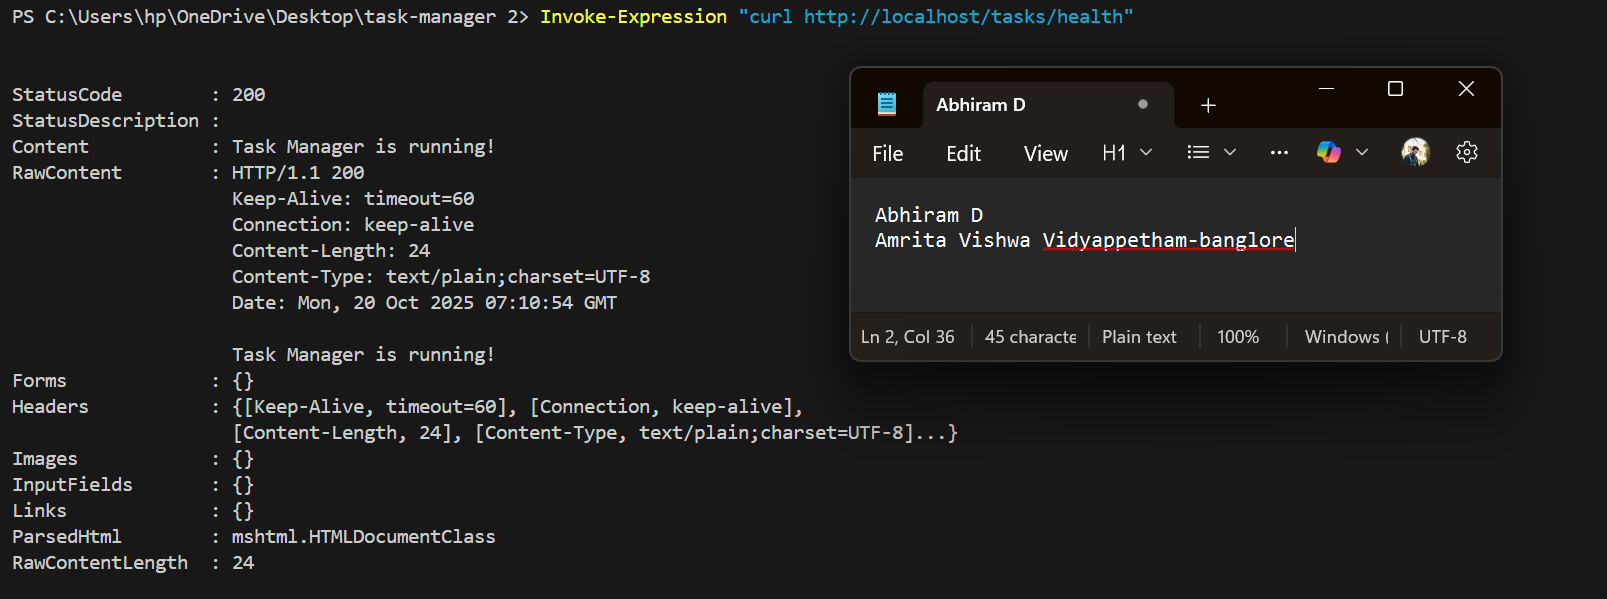 PS C:\Users\hp\OneDrive\Desktop\task-manager 2> Invoke-Expression "curl http://localhost/tasks/health"
StatusCode        : 200
StatusDescription :
Content           : Task Manager is running!
RawContent        : HTTP/1.1 200
Keep-Alive: timeout=60
Connection: keep-alive
Content-Length: 24
Content-Type: text/plain;charset=UTF-8
Date: Mon, 20 Oct 2025 07:10:54 GMT
Task Manager is running!
Forms             : {}
Headers           : {[Keep-Alive, timeout=60], [Connection, keep-alive],
[Content-Length, 24], [Content-Type, text/plain;charset=UTF-8]...}
Images            : {}
InputFields       : {}
Links             : {}
ParsedHtml        : mshtml.HTMLDocumentClass
RawContentLength  : 24
Abhiram D
File Edit View H1
Abhiram D
Amrita Vishwa Vidyappetham-banglore
Ln 2, Col 36 45 characte Plain text 100% Windows ( UTF-8